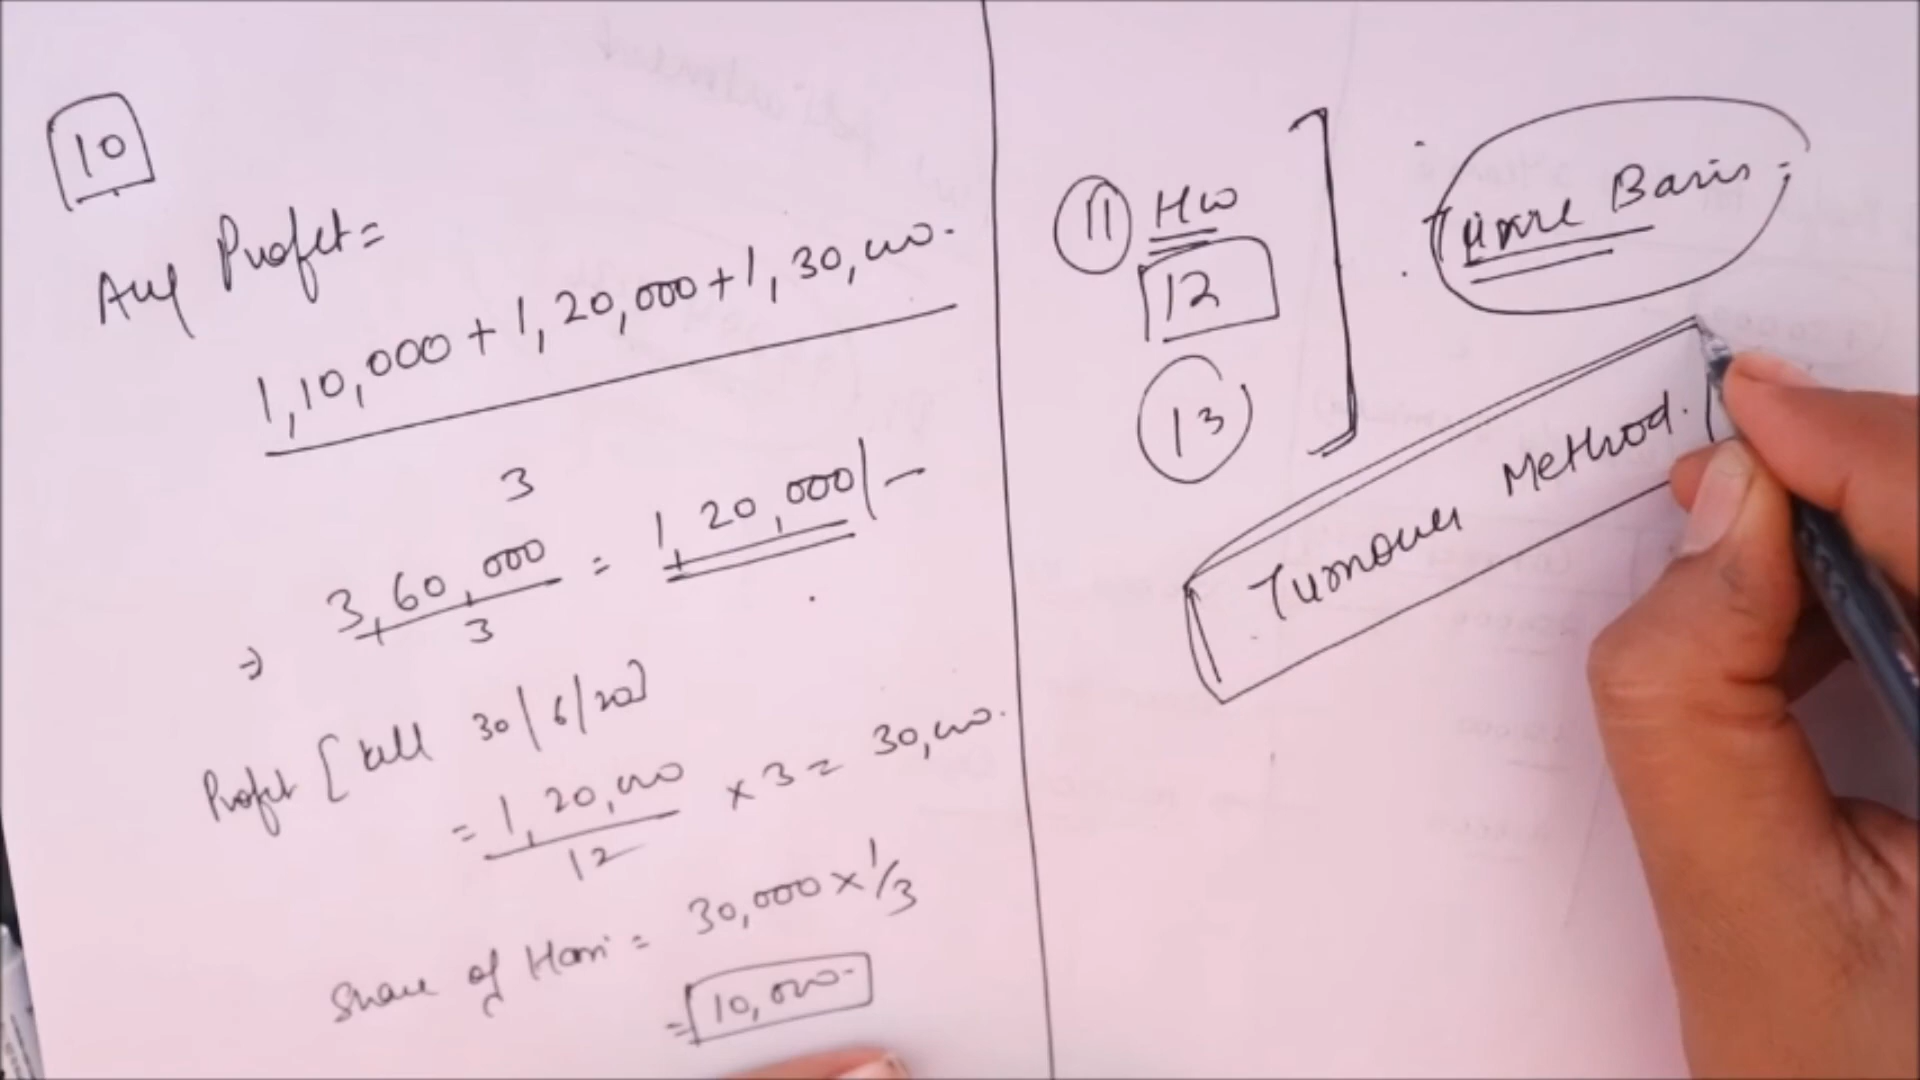 10
Avg Profit=
1,10,000+1,20,000+1,30,000.
3
⇒ 3,60,000 = 1,20,000/-
3
Profit [till 30/6/202]
= 1,20,000 x 3 = 30,000.
12
Share of Hari = 30,000 x 1/3
= 10,000-
11 HW
12
13
Time Basis:
Turnover Method.